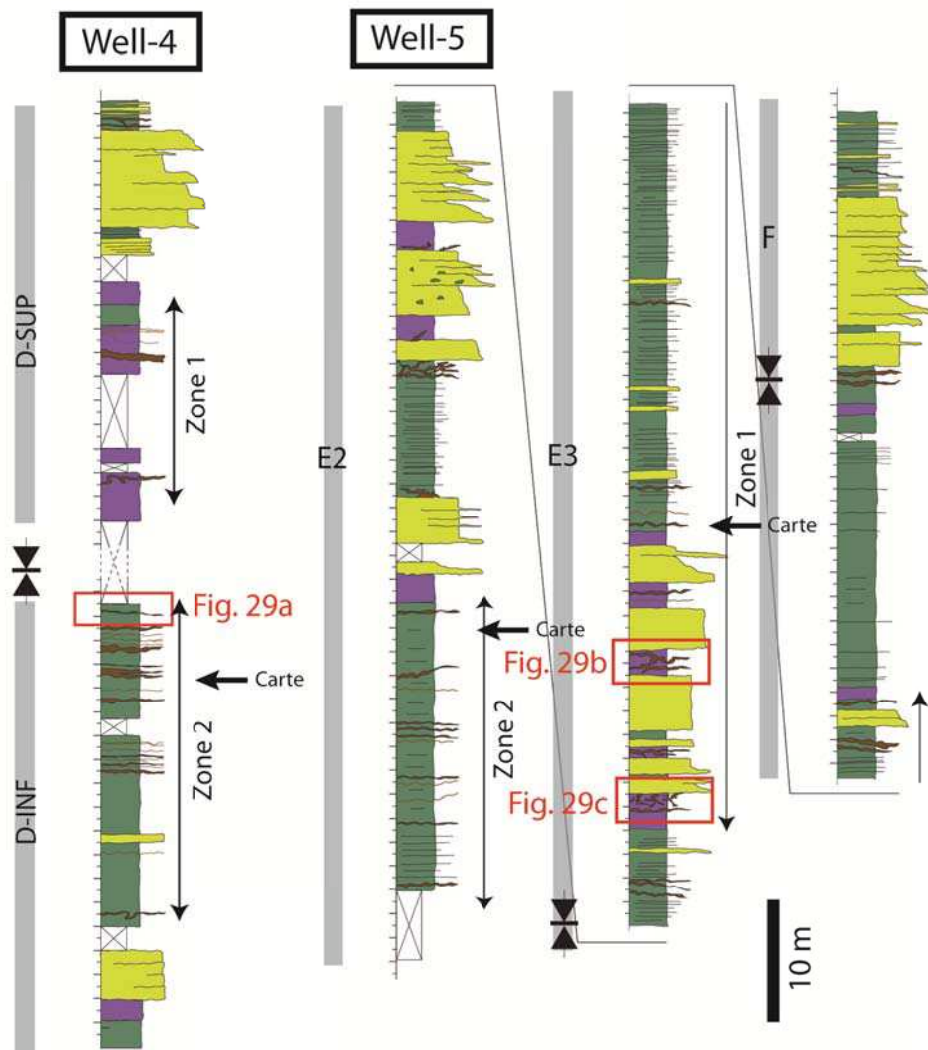 Well-4
Well-5
D-SUP
Zone 1
Fig. 29a
Carte
Zone 2
D-INF
E2
Carte
Zone 2
E3
Zone 1
Carte
Fig. 29b
Fig. 29c
F
10 m